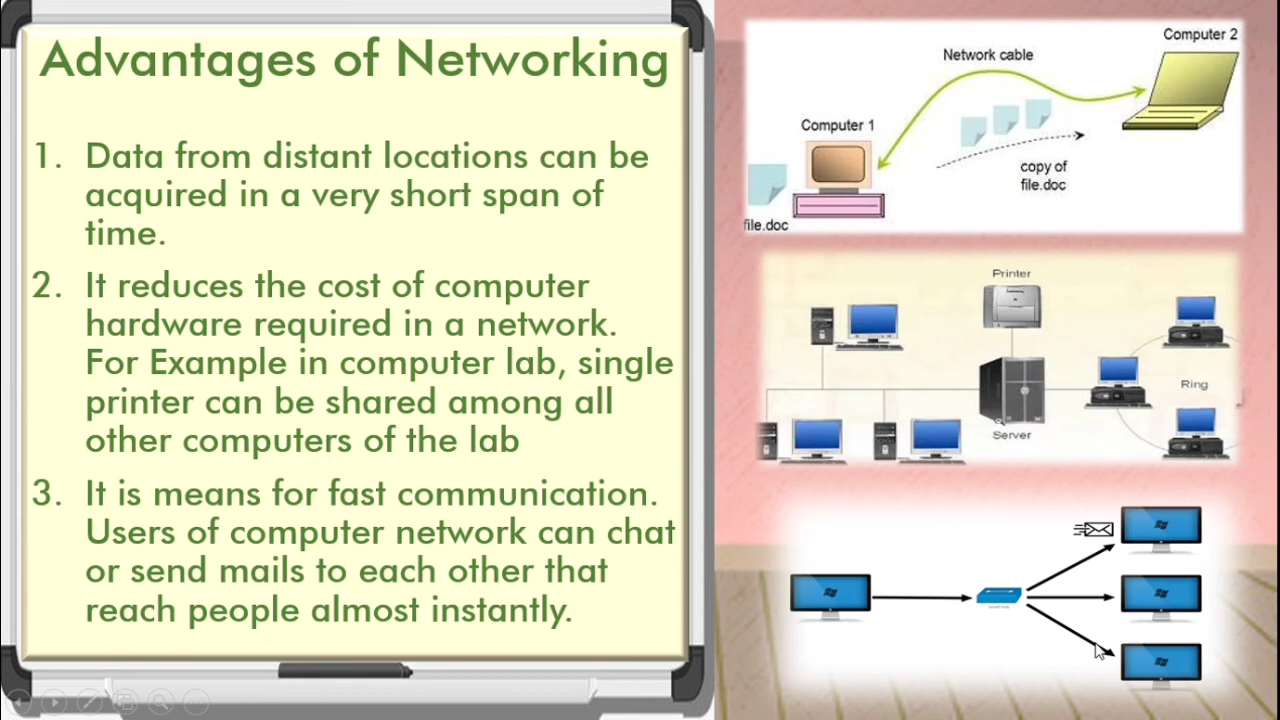 Advantages of Networking
1. Data from distant locations can be
acquired in a very short span of
time.
2. It reduces the cost of computer
hardware required in a network.
For Example in computer lab, single
printer can be shared among all
other computers of the lab
3. It is means for fast communication.
Users of computer network can chat
or send mails to each other that
reach people almost instantly.
Computer 2
Network cable
Computer 1
copy of
file.doc
file.doc
Printer
Ring
Server